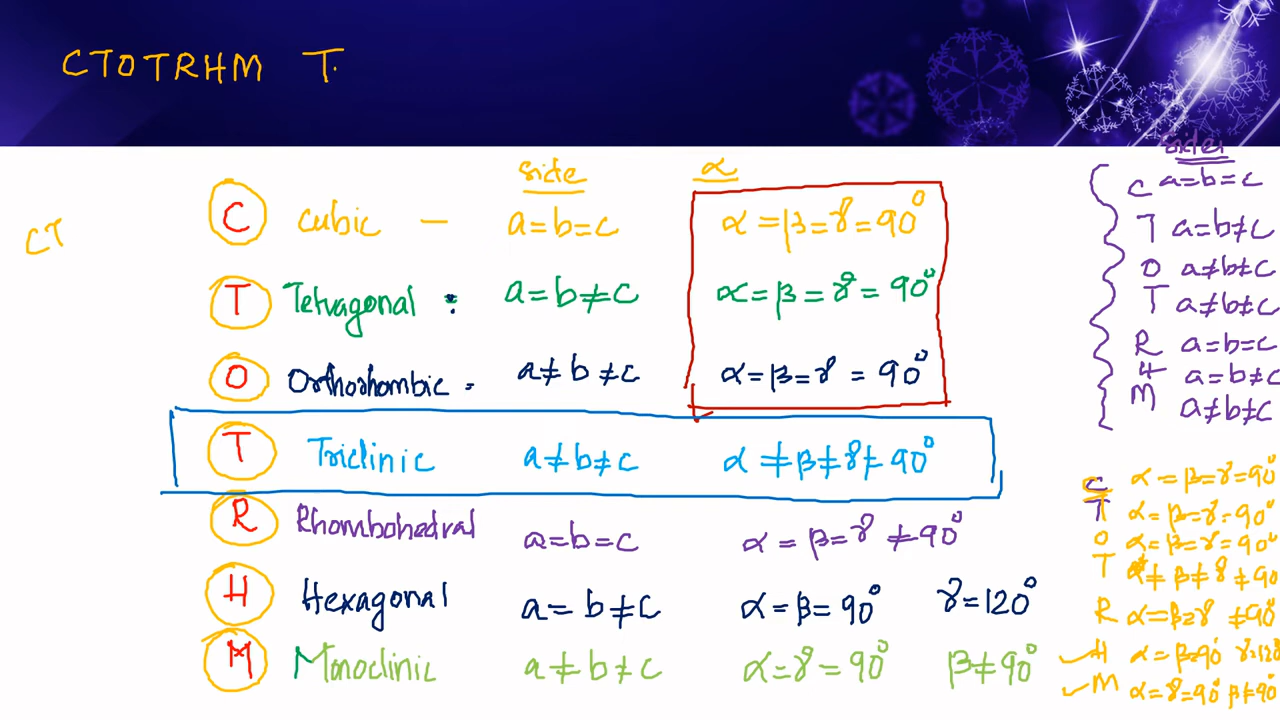 CTOTRHM T.
side α
C cubic — a=b=c α=β=γ=90°
CT
T Tetragonal : a=b≠c α=β=γ=90°
O Orthorhombic - a≠b≠c α=β=γ=90°
T Triclinic a≠b≠c α≠β≠γ≠90°
R Rhombohedral a=b=c α=β=γ≠90°
H Hexagonal a=b≠c α=β=90° γ=120°
M Monoclinic a≠b≠c α=γ=90° β≠90°
sides
C a=b=c
T a=b≠c
O a≠b≠c
T a≠b≠c
R a=b=c
H a=b≠c
M a≠b≠c
C α=β=γ=90°
T α=β=γ=90°
O α=β=γ=90°
T α≠β≠γ≠90
R α=β=γ≠90°
H α=β=90° γ=120
M α=γ=90° β≠90°